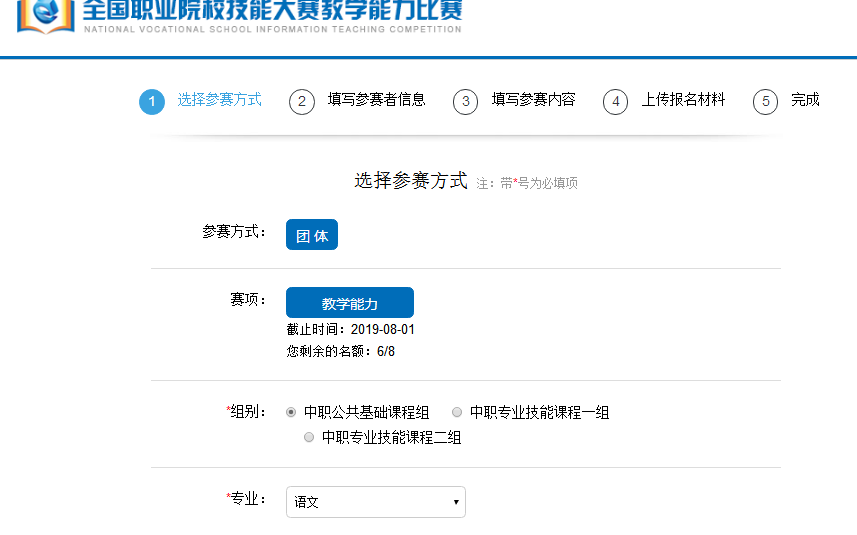 全国职业院校技能大赛教学能力比赛
NATIONAL VOCATIONAL SCHOOL INFORMATION TEACHING COMPETITION
1 选择参赛方式 2 填写参赛者信息 3 填写参赛内容 4 上传报名材料 5 完成
选择参赛方式 注：带*号为必填项
参赛方式： 团 体
赛项： 教学能力
截止时间：2019-08-01
您剩余的名额：6/8
*组别： 中职公共基础课程组 中职专业技能课程一组
中职专业技能课程二组
*专业： 语文